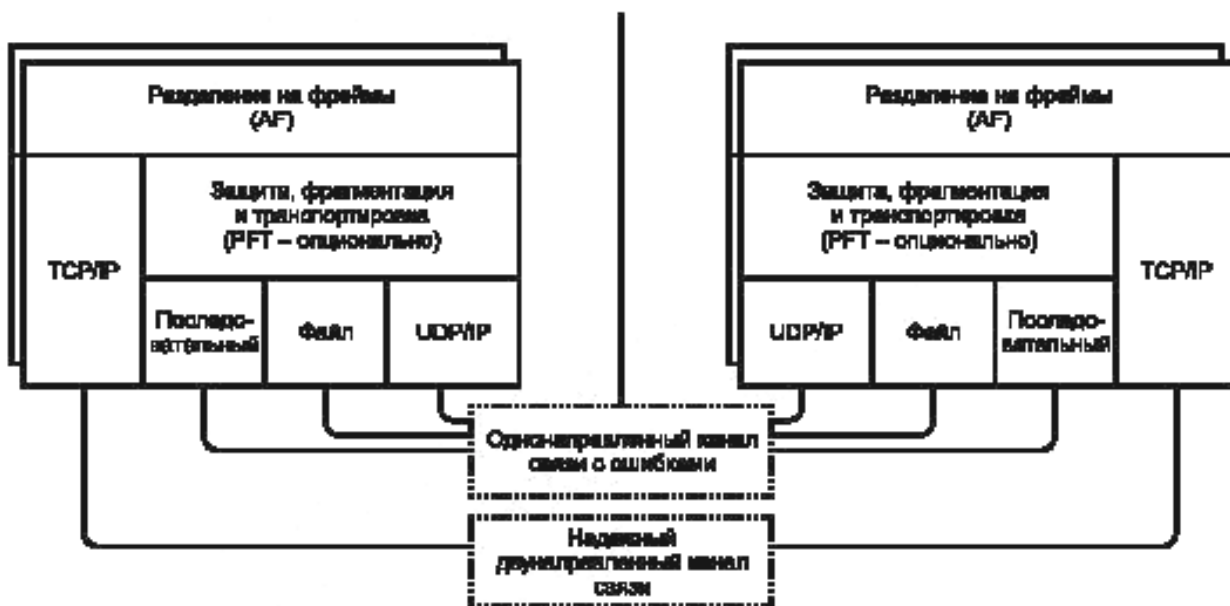 Разделение на фреймы
(AF)
Защита, фрагментация
и транспортировка
(PFT – опционально)
TCP/IP
Последо-
вательный
Файл
UDP/IP
Разделение на фреймы
(AF)
Защита, фрагментация
и транспортировка
(PFT – опционально)
TCP/IP
UDP/IP
Файл
Последо-
вательный
Однонаправленный канал
связи с ошибками
Надежный
двунаправленный канал
связи